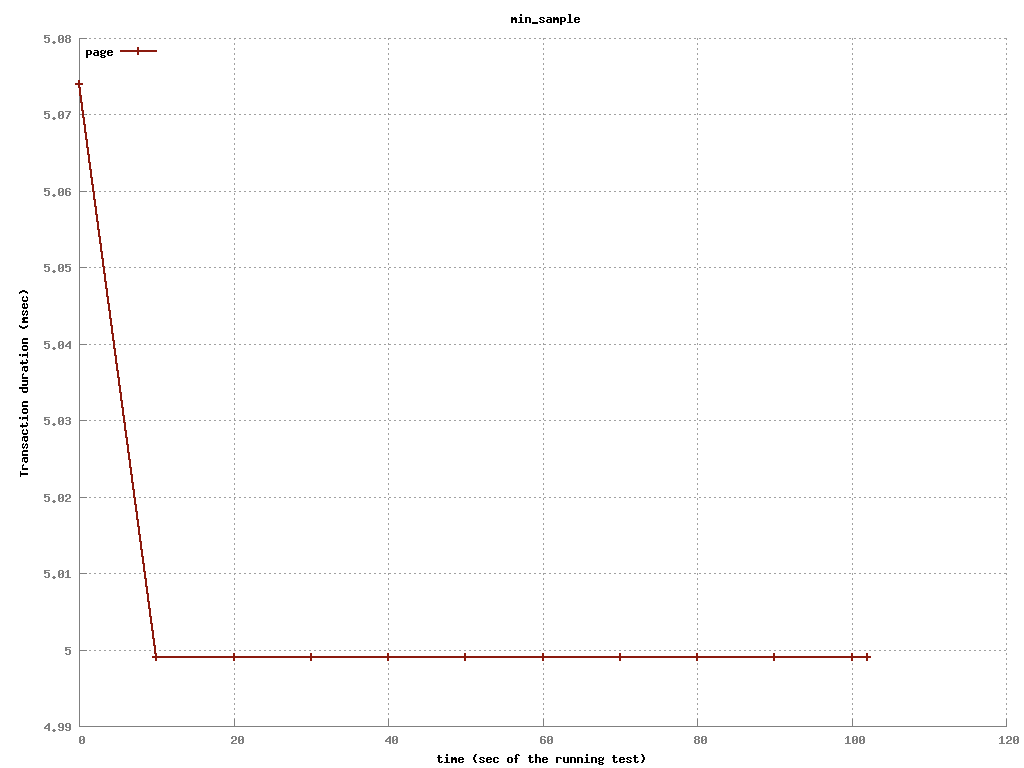 min_sample
5.08
page
5.07
5.06
5.05
5.04
5.03
5.02
5.01
5
4.99
Transaction duration (msec)
0 20 40 60 80 100 120
time (sec of the running test)